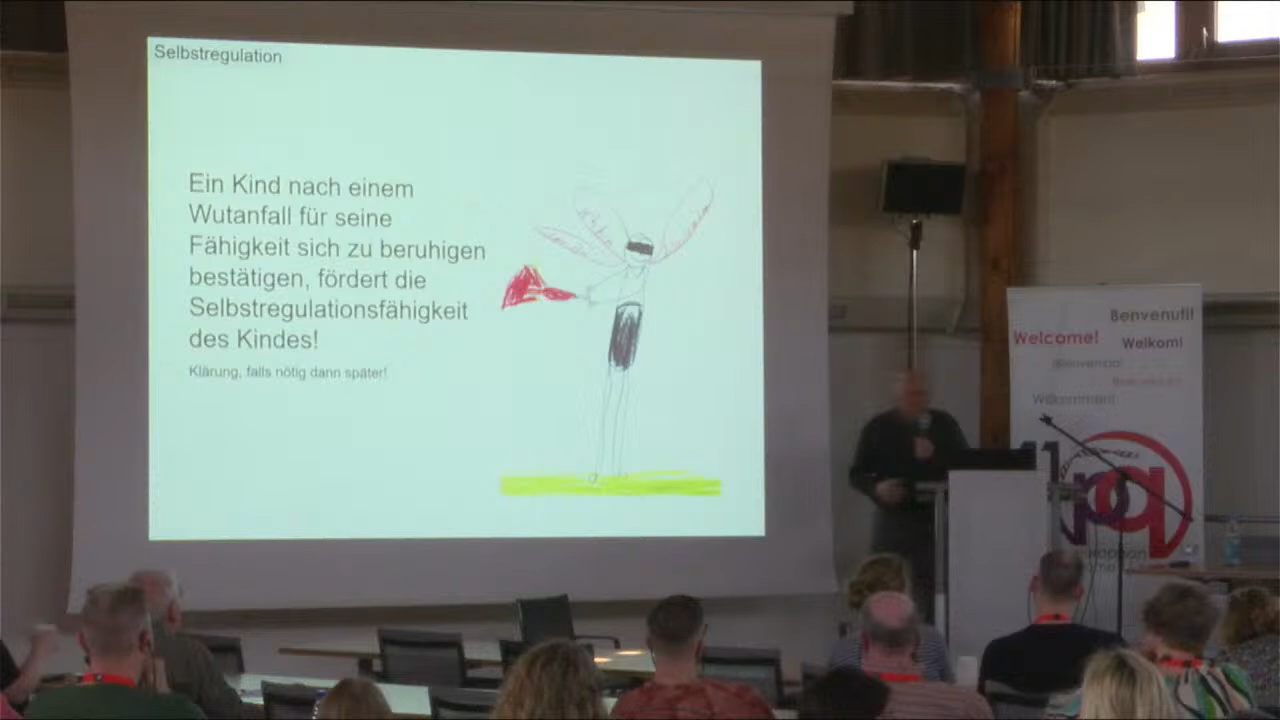 Selbstregulation
Ein Kind nach einem
Wutanfall für seine
Fähigkeit sich zu beruhigen
bestätigen, fördert die
Selbstregulationsfähigkeit
des Kindes!
Klärung, falls nötig dann später!
Benvenuti!
Welcome!
Welkom!
Willkommen!
pq